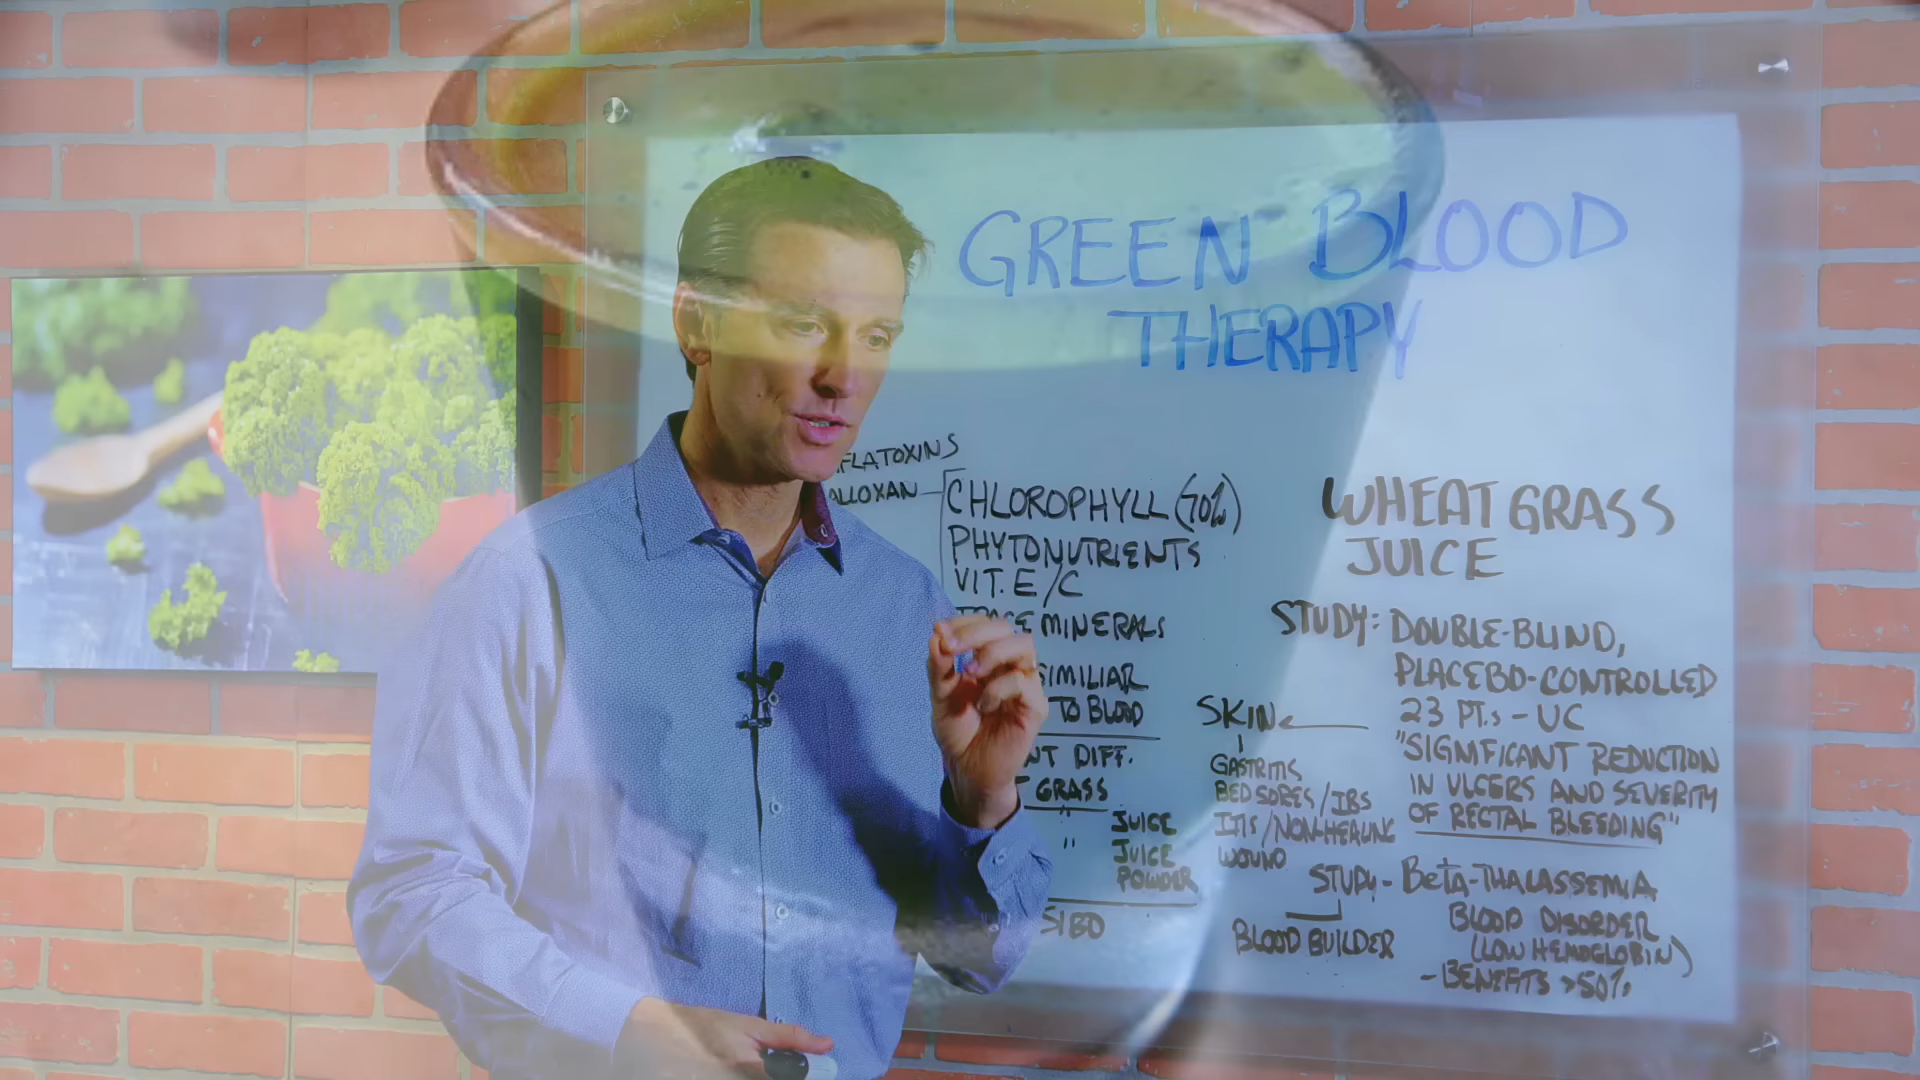 GREEN BLOOD
THERAPY
FLATOXINS
ALLOXAN
CHLOROPHYLL (70%)
PHYTONUTRIENTS
VIT. E/C
TRACE MINERALS
SIMILIAR
TO BLOOD
NT DIFF.
GRASS
" JUICE
" JUICE
POWDER
SIBO
WHEAT GRASS
JUICE
STUDY: DOUBLE-BLIND,
PLACEBO-CONTROLLED
23 PT.s - UC
"SIGNIFICANT REDUCTION
IN ULCERS AND SEVERITY
OF RECTAL BLEEDING"
SKIN
GASTRITIS
BED SORES/IBS
ITIS/NON-HEALING
WOUND
STUDY - BETA-THALASSEMIA
BLOOD DISORDER
(LOW HEMOGLOBIN)
- BENEFITS >50%
BLOOD BUILDER